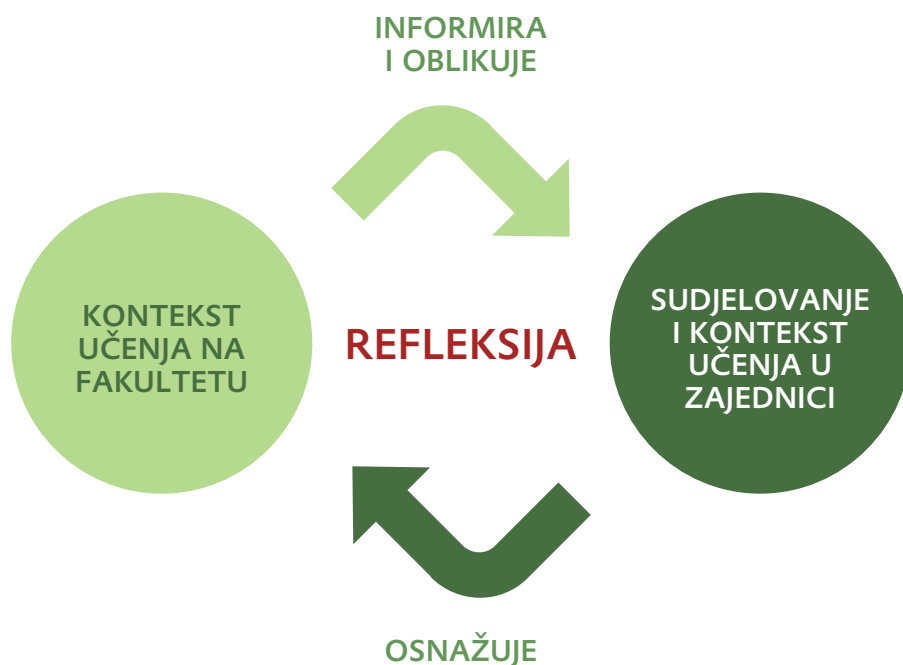 INFORMIRA
I OBLIKUJE
KONTEKST
UČENJA NA
FAKULTETU
REFLEKSIJA
SUDJELOVANJE
I KONTEKST
UČENJA U
ZAJEDNICI
OSNAŽUJE